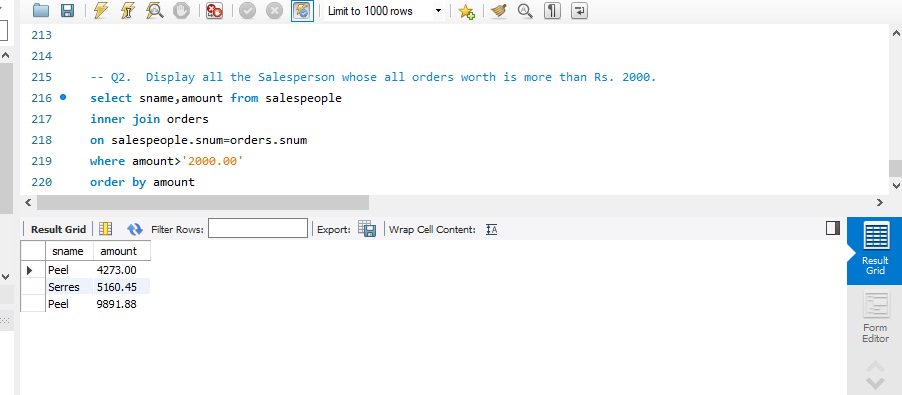 Limit to 1000 rows
213
214
215 -- Q2.  Display all the Salesperson whose all orders worth is more than Rs. 2000.
216 select sname,amount from salespeople
217 inner join orders
218 on salespeople.snum=orders.snum
219 where amount>'2000.00'
220 order by amount
Result Grid Filter Rows: Export: Wrap Cell Content: IA
sname amount
Peel 4273.00
Serres 5160.45
Peel 9891.88
Result
Grid
Form
Editor